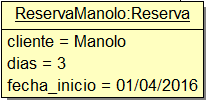 ReservaManolo:Reserva
cliente = Manolo
dias = 3
fecha_inicio = 01/04/2016